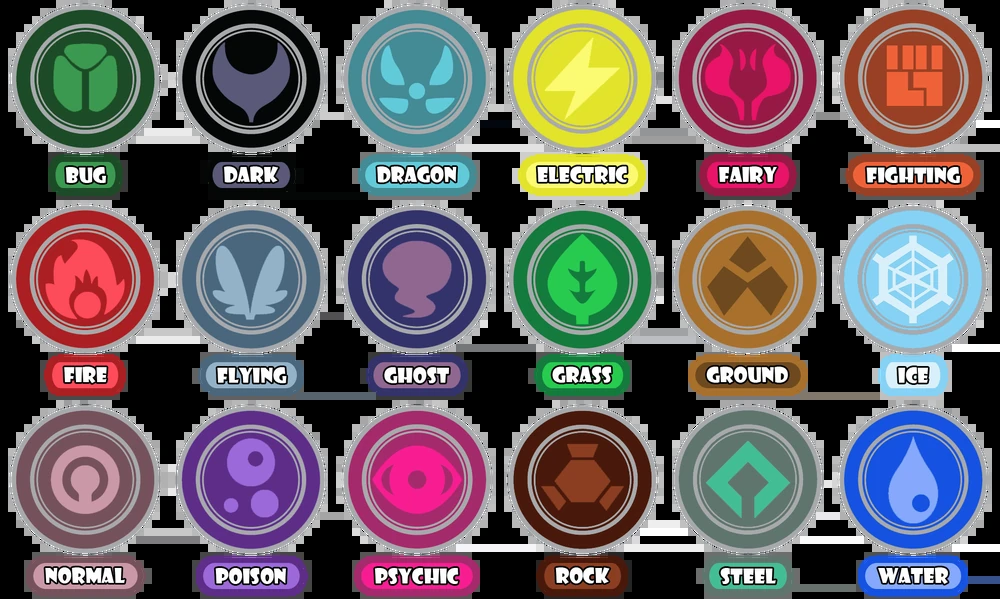 BUG
DARK
DRAGON
ELECTRIC
FAIRY
FIGHTING
FIRE
FLYING
GHOST
GRASS
GROUND
ICE
NORMAL
POISON
PSYCHIC
ROCK
STEEL
WATER